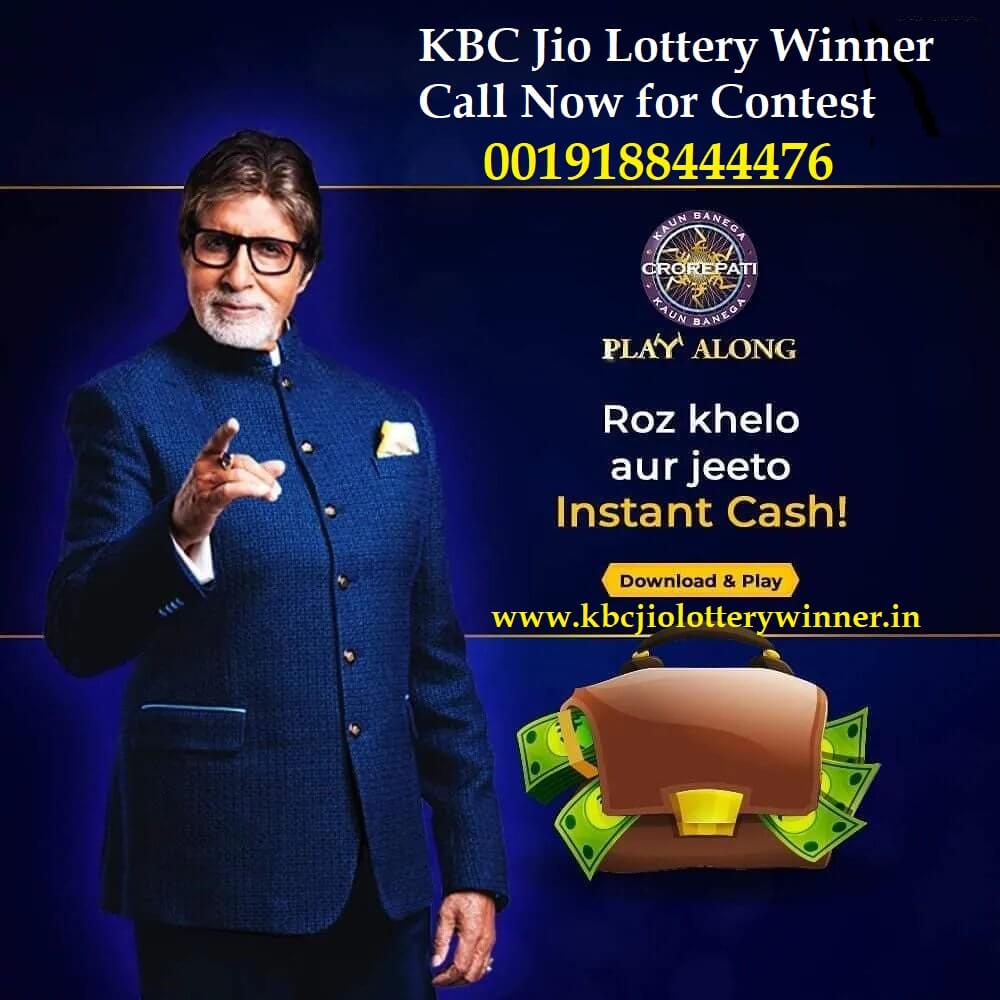 KBC Jio Lottery Winner
Call Now for Contest
0019188444476
KAUN BANEGA
CROREPATI
KAUN BANEGA
PLAY ALONG
Roz khelo
aur jeeto
Instant Cash!
Download & Play
www.kbcjiolotterywinner.in